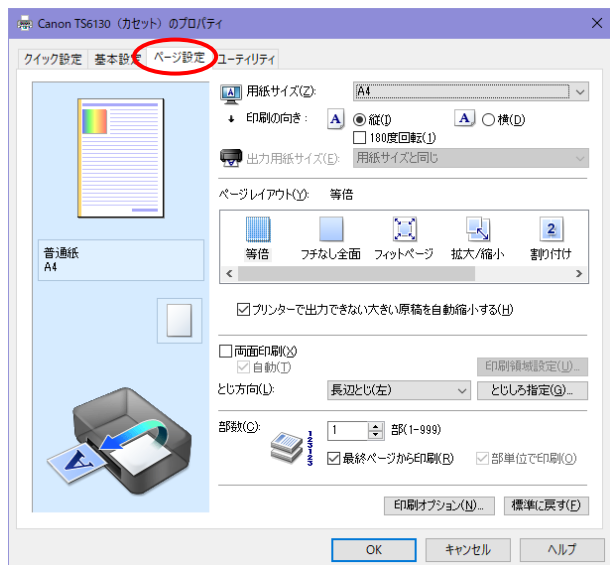 Canon TS6130 (カセット) のプロパティ
クイック設定 基本設定 ページ設定 ユーティリティ
用紙サイズ(Z): A4
印刷の向き: A 縦(I) A 横(D)
180度回転(1)
出力用紙サイズ(E): 用紙サイズと同じ
ページレイアウト(Y): 等倍
等倍 フチなし全面 フィットページ 拡大/縮小 割り付け
普通紙
A4
プリンターで出力できない大きい原稿を自動縮小する(H)
両面印刷(X)
自動(T)
印刷領域設定(U)...
とじ方向(L): 長辺とじ(左) とじしろ指定(G)...
部数(C): 1 部(1-999)
最終ページから印刷(R) 部単位で印刷(O)
印刷オプション(N)... 標準に戻す(F)
OK キャンセル ヘルプ